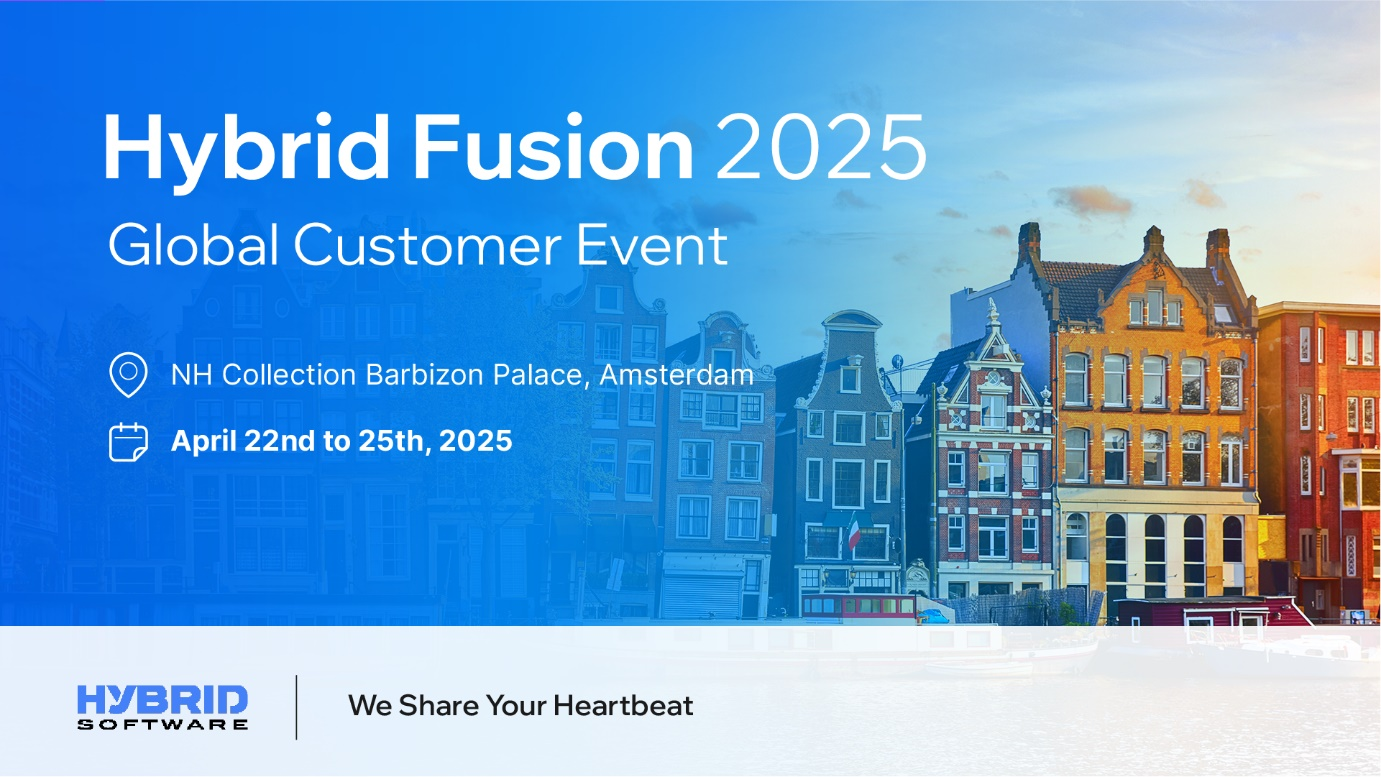 Hybrid Fusion 2025
Global Customer Event
NH Collection Barbizon Palace, Amsterdam
April 22nd to 25th, 2025
HYBRID
SOFTWARE
We Share Your Heartbeat